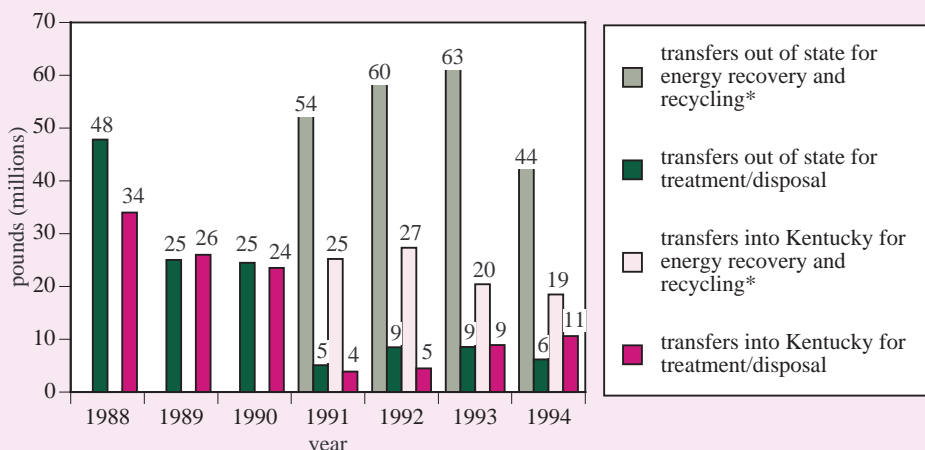 70
60
50
40
30
20
10
0
pounds (millions)
48
34
25
26
25
24
54
5
25
4
60
9
27
5
63
9
20
9
44
6
19
11
1988 1989 1990 1991 1992 1993 1994
year
transfers out of state for
energy recovery and
recycling*
transfers out of state for
treatment/disposal
transfers into Kentucky for
energy recovery and
recycling*
transfers into Kentucky for
treatment/disposal